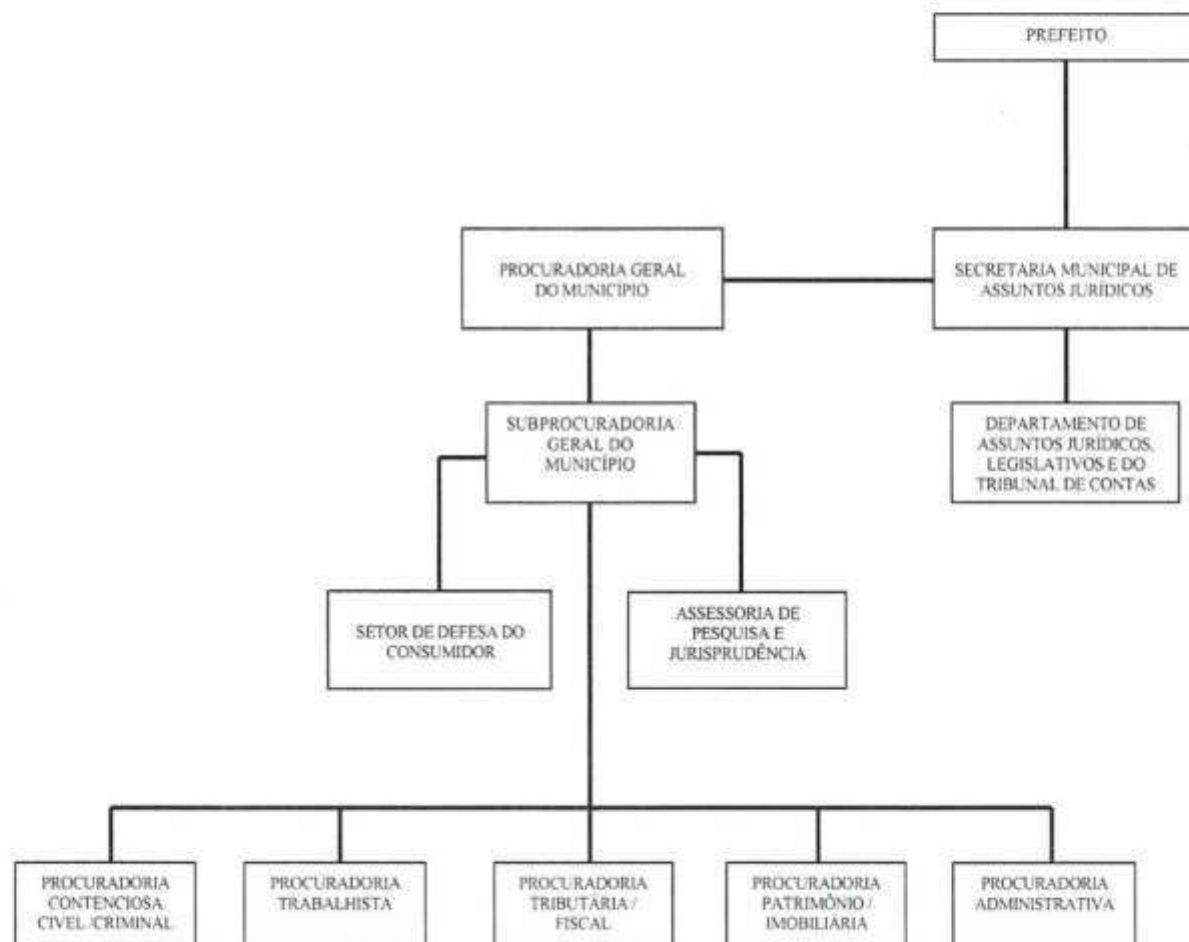 PREFEITO
PROCURADORIA GERAL
DO MUNICIPIO
SECRETARIA MUNICIPAL DE
ASSUNTOS JURÍDICOS
SUBPROCURADORIA
GERAL DO
MUNICÍPIO
DEPARTAMENTO DE
ASSUNTOS JURÍDICOS,
LEGISLATIVOS E DO
TRIBUNAL DE CONTAS
SETOR DE DEFESA DO
CONSUMIDOR
ASSESSORIA DE
PESQUISA E
JURISPRUDÊNCIA
PROCURADORIA
CONTENCIOSA
CIVEL /CRIMINAL
PROCURADORIA
TRABALHISTA
PROCURADORIA
TRIBUTÁRIA /
FISCAL
PROCURADORIA
PATRIMÔNIO /
IMOBILIÁRIA
PROCURADORIA
ADMINISTRATIVA